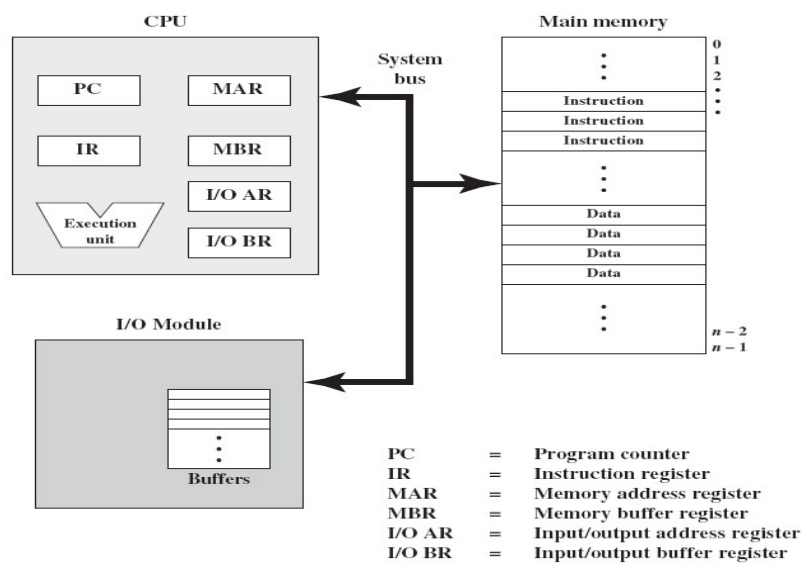 CPU
Main memory
System
bus
PC
MAR
IR
MBR
I/O AR
I/O BR
Execution
unit
0
1
2
Instruction
Instruction
Instruction
Data
Data
Data
Data
n – 2
n – 1
I/O Module
Buffers
PC = Program counter
IR = Instruction register
MAR = Memory address register
MBR = Memory buffer register
I/O AR = Input/output address register
I/O BR = Input/output buffer register